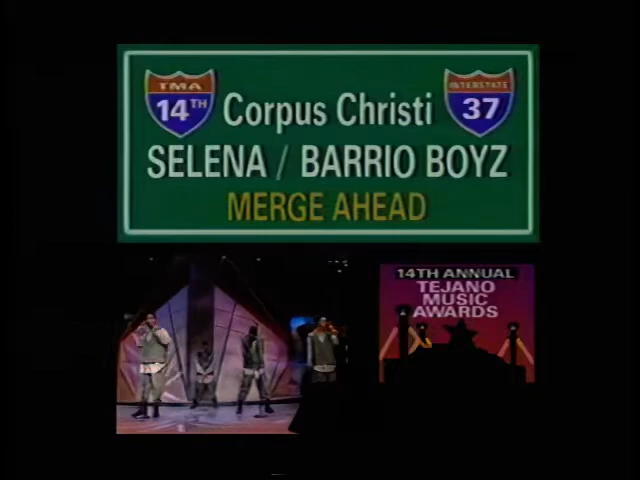 TMA
14TH
Corpus Christi
INTERSTATE
37
SELENA / BARRIO BOYZ
MERGE AHEAD
14TH ANNUAL
TEJANO
MUSIC
AWARDS